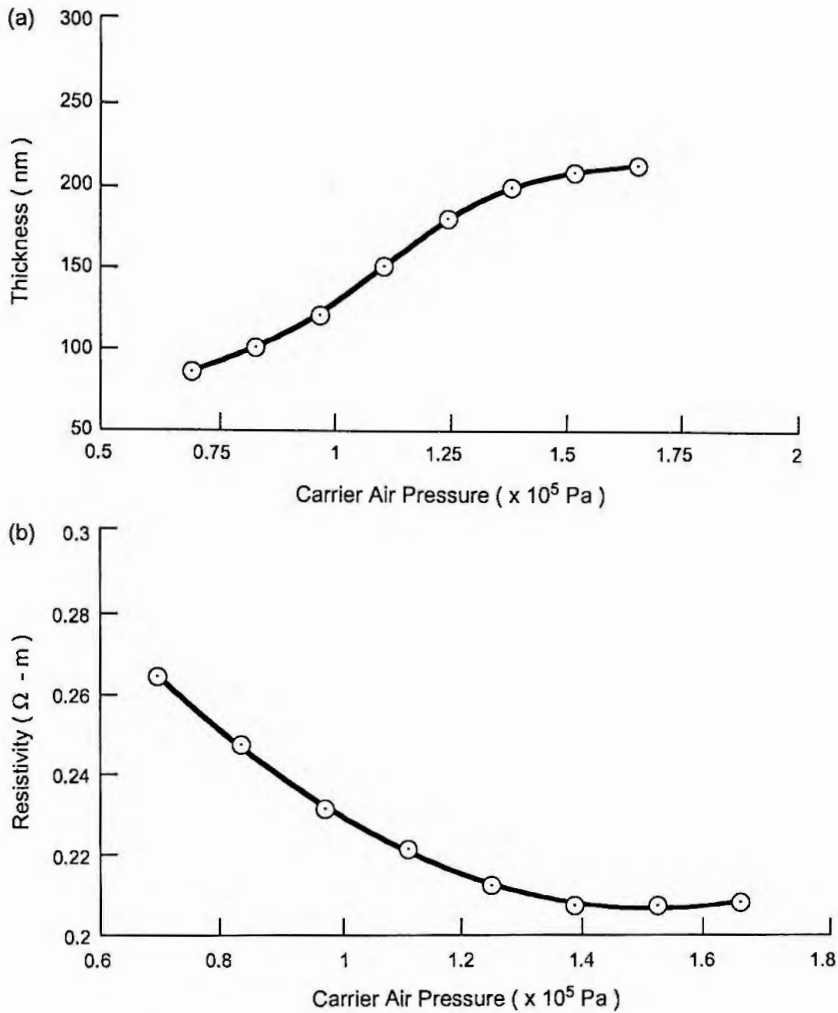 (a)
300
250
200
150
100
50
Thickness ( nm )
0.5 0.75 1 1.25 1.5 1.75 2
Carrier Air Pressure ( x 10⁵ Pa )
(b)
0.3
0.28
0.26
0.24
0.22
0.2
Resistivity ( Ω - m )
0.6 0.8 1 1.2 1.4 1.6 1.8
Carrier Air Pressure ( x 10⁵ Pa )